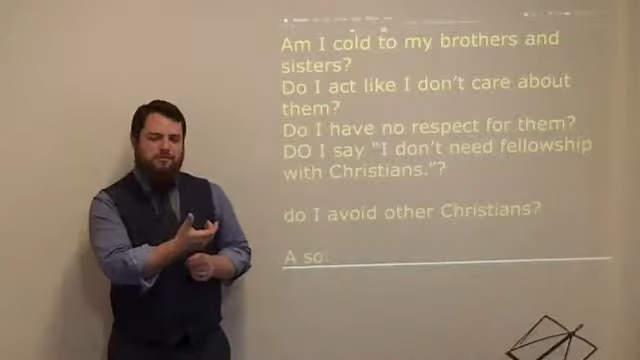 Am I cold to my brothers and
sisters?
Do I act like I don't care about
them?
Do I have no respect for them?
DO I say “I don't need fellowship
with Christians.”?
do I avoid other Christians?
A